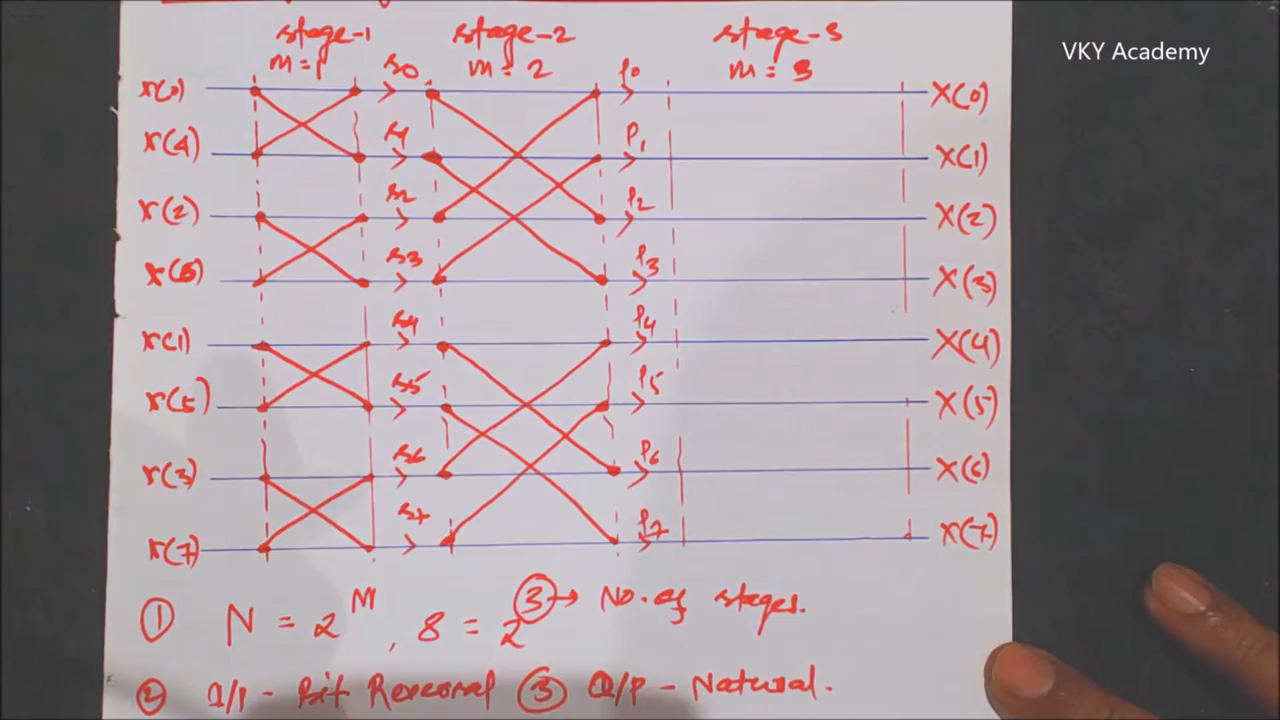 stage-1 stage-2 stage-3
m=1 m=2 m=3
VKY Academy
x(0) s0 P0 X(0)
x(4) s1 P1 X(1)
x(2) s2 P2 X(2)
x(6) s3 P3 X(3)
x(1) s4 P4 X(4)
x(5) s5 P5 X(5)
x(3) s6 P6 X(6)
x(7) s7 P7 X(7)
① N = 2^M, 8 = 2^③ → No. of stages.
② I/P - Bit Reversal ③ O/P - Natural.